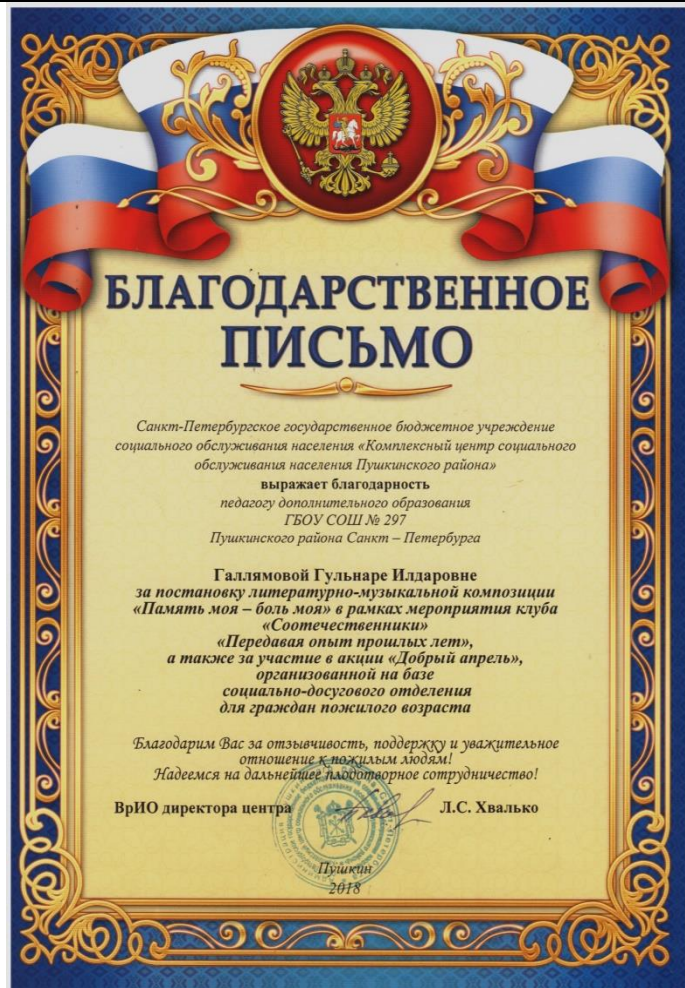 БЛАГОДАРСТВЕННОЕ
ПИСЬМО
Санкт-Петербургское государственное бюджетное учреждение
социального обслуживания населения «Комплексный центр социального
обслуживания населения Пушкинского района»
выражает благодарность
педагогу дополнительного образования
ГБОУ СОШ № 297
Пушкинского района Санкт – Петербурга
Галлямовой Гульнаре Илдаровне
за постановку литературно-музыкальной композиции
«Память моя – боль моя» в рамках мероприятия клуба
«Соотечественники»
«Передавая опыт прошлых лет»,
а также за участие в акции «Добрый апрель»,
организованной на базе
социально-досугового отделения
для граждан пожилого возраста
Благодарим Вас за отзывчивость, поддержку и уважительное
отношение к пожилым людям!
Надеемся на дальнейшее плодотворное сотрудничество!
ВрИО директора центра Л.С. Хвалько
Пушкин
2018